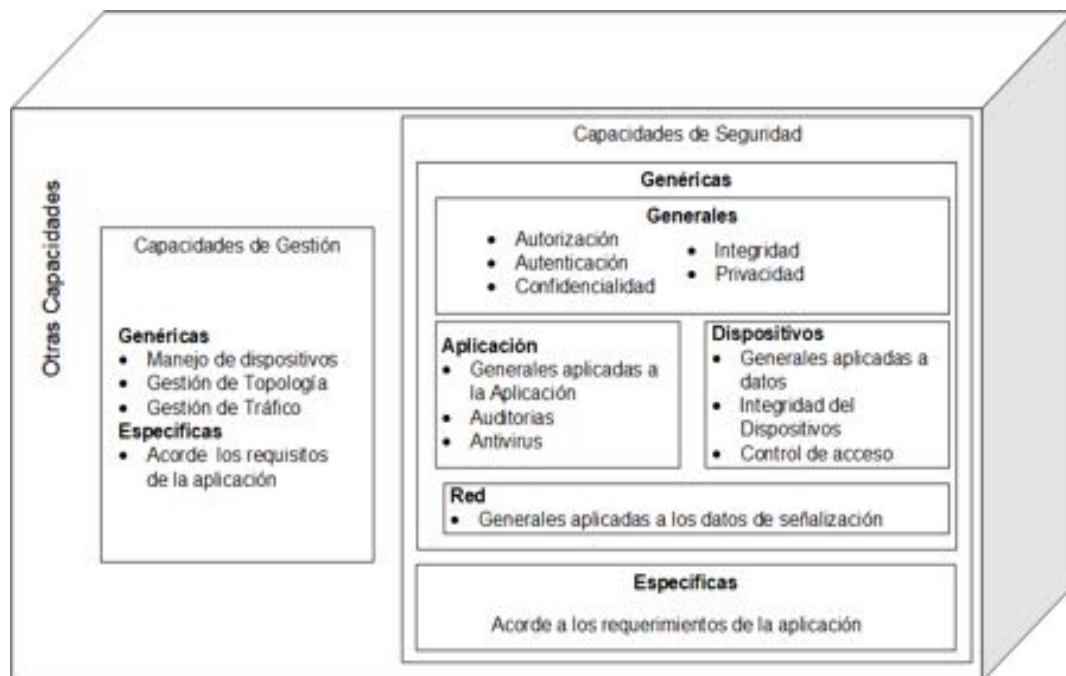 Otras Capacidades
Capacidades de Gestión
Genéricas
• Manejo de dispositivos
• Gestión de Topología
• Gestión de Tráfico
Específicas
• Acorde los requisitos
de la aplicación
Capacidades de Seguridad
Genéricas
Generales
• Autorización
• Autenticación
• Confidencialidad
• Integridad
• Privacidad
Aplicación
• Generales aplicadas a
la Aplicación
• Auditorias
• Antivirus
Dispositivos
• Generales aplicadas a
datos
• Integridad del
Dispositivos
• Control de acceso
Red
• Generales aplicadas a los datos de señalización
Específicas
Acorde a los requerimientos de la aplicación